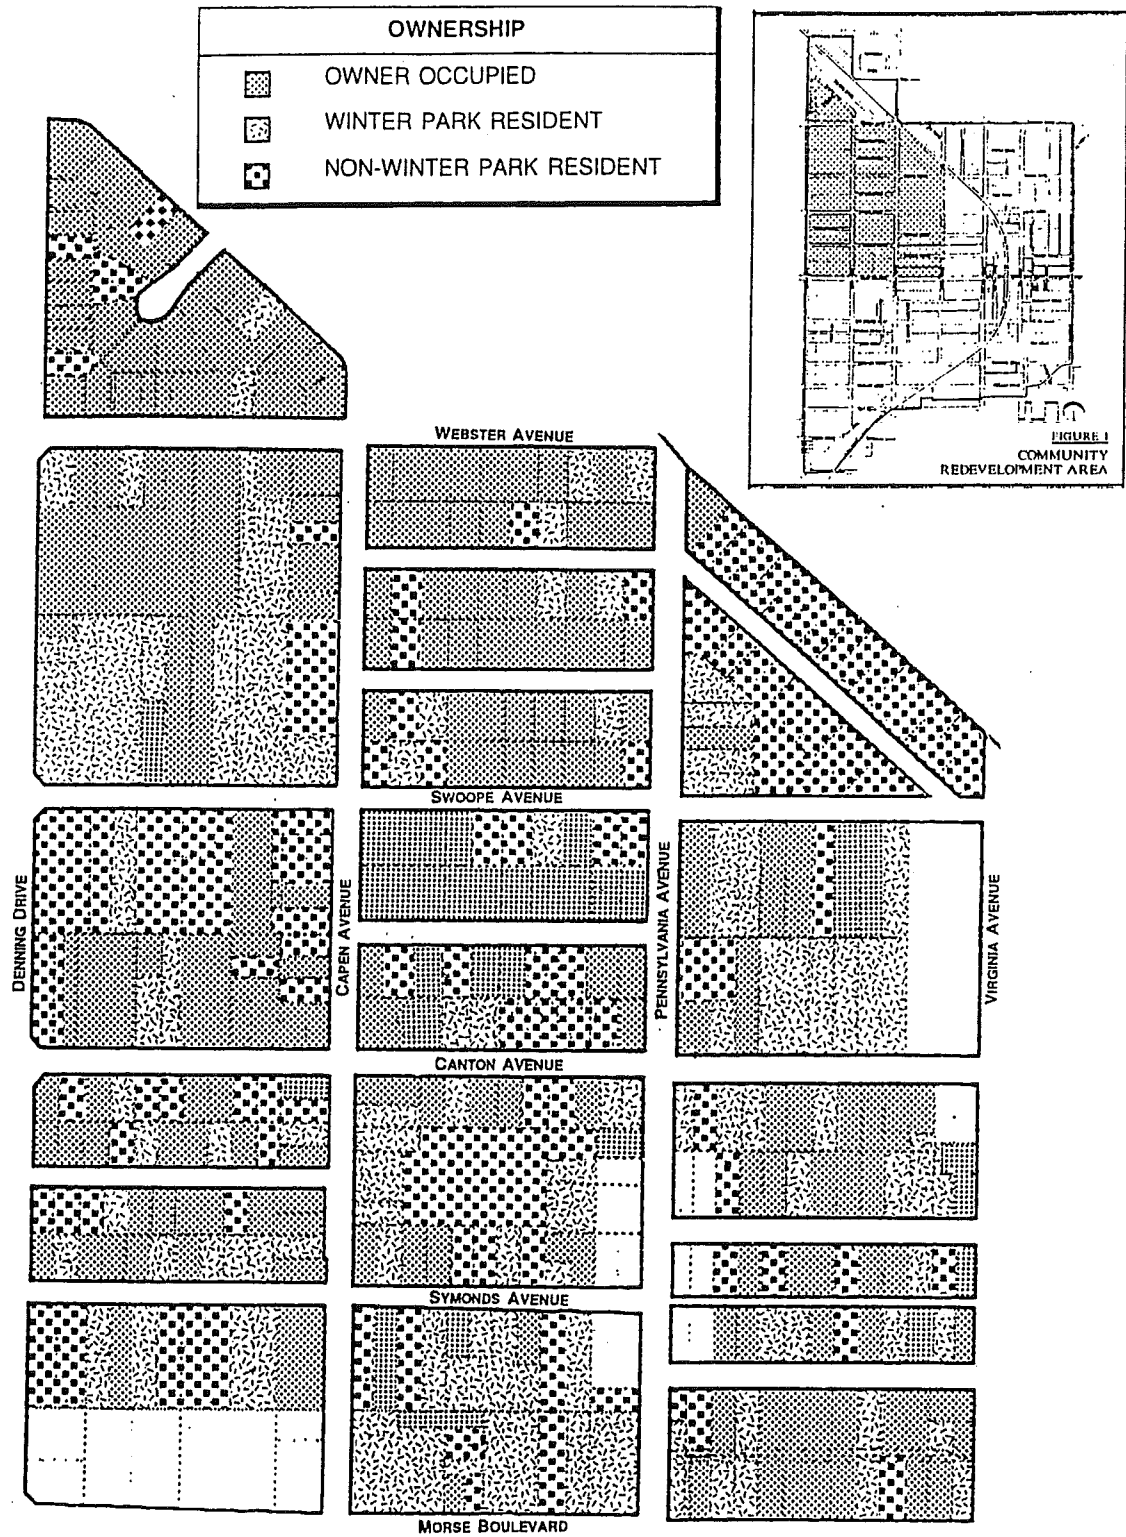 OWNERSHIP
OWNER OCCUPIED
WINTER PARK RESIDENT
NON-WINTER PARK RESIDENT
FIGURE 1
COMMUNITY
REDEVELOPMENT AREA
WEBSTER AVENUE
SWOOPE AVENUE
DENNING DRIVE
CAPEN AVENUE
PENNSYLVANIA AVENUE
VIRGINIA AVENUE
CANTON AVENUE
SYMONDS AVENUE
MORSE BOULEVARD